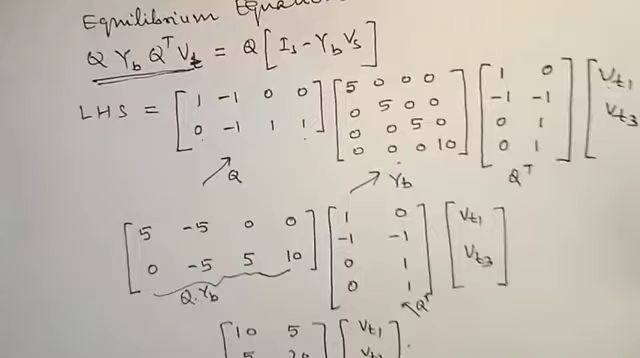 Equilibrium Equation
Q Y_b Q^T V_t = Q [ I_s - Y_b V_s ]
LHS = [ 1 -1 0 0 ; 0 -1 1 1 ] [ 5 0 0 0 ; 0 5 0 0 ; 0 0 5 0 ; 0 0 0 10 ] [ 1 0 ; -1 -1 ; 0 1 ; 0 1 ] [ V_t1 ; V_t3 ]
Q Y_b Q^T
[ 5 -5 0 0 ; 0 -5 5 10 ] [ 1 0 ; -1 -1 ; 0 1 ; 0 1 ] [ V_t1 ; V_t3 ]
Q.Y_b Q^T
[ 10 5 ; 5 20 ] [ V_t1 ; V_t3 ]